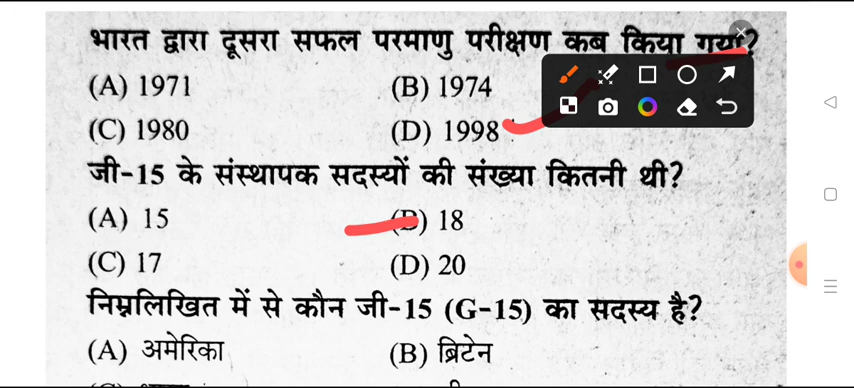 भारत द्वारा दूसरा सफल परमाणु परीक्षण कब किया गया?
(A) 1971 (B) 1974
(C) 1980 (D) 1998
जी-15 के संस्थापक सदस्यों की संख्या कितनी थी?
(A) 15 (B) 18
(C) 17 (D) 20
निम्नलिखित में से कौन जी-15 (G-15) का सदस्य है?
(A) अमेरिका (B) ब्रिटेन